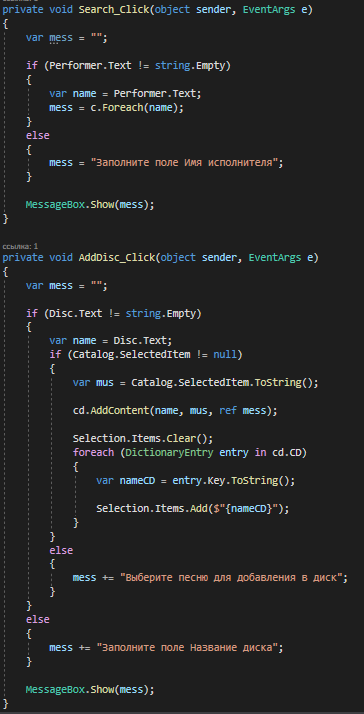 private void Search_Click(object sender, EventArgs e)
{
    var mess = "";

    if (Performer.Text != string.Empty)
    {
        var name = Performer.Text;
        mess = c.Foreach(name);
    }
    else
    {
        mess = "Заполните поле Имя исполнителя";
    }

    MessageBox.Show(mess);
}

ссылка: 1
private void AddDisc_Click(object sender, EventArgs e)
{
    var mess = "";

    if (Disc.Text != string.Empty)
    {
        var name = Disc.Text;
        if (Catalog.SelectedItem != null)
        {
            var mus = Catalog.SelectedItem.ToString();

            cd.AddContent(name, mus, ref mess);

            Selection.Items.Clear();
            foreach (DictionaryEntry entry in cd.CD)
            {
                var nameCD = entry.Key.ToString();

                Selection.Items.Add($"{nameCD}");
            }
        }
        else
        {
            mess += "Выберите песню для добавления в диск";
        }
    }
    else
    {
        mess += "Заполните поле Название диска";
    }

    MessageBox.Show(mess);
}